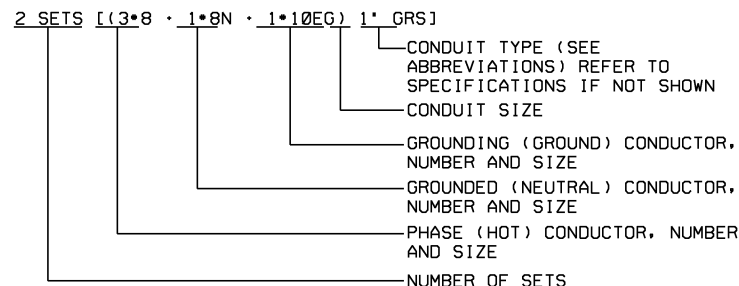 2 SETS [(3*8 · 1*8N · 1*10EG) 1" GRS]
CONDUIT TYPE (SEE
ABBREVIATIONS) REFER TO
SPECIFICATIONS IF NOT SHOWN
CONDUIT SIZE
GROUNDING (GROUND) CONDUCTOR,
NUMBER AND SIZE
GROUNDED (NEUTRAL) CONDUCTOR,
NUMBER AND SIZE
PHASE (HOT) CONDUCTOR, NUMBER
AND SIZE
NUMBER OF SETS